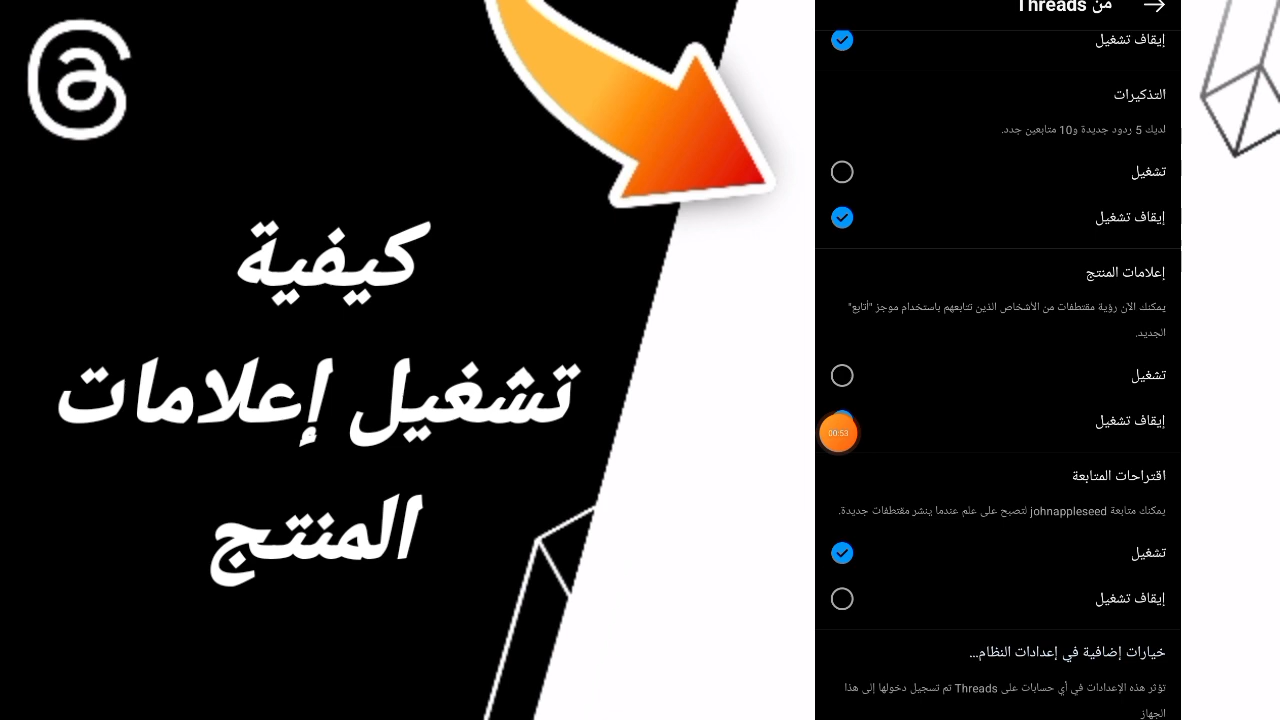 كيفية
تشغيل إعلامات
المنتج
من Threads
إيقاف تشغيل
التذكيرات
لديك 5 ردود جديدة و10 متابعين جدد.
تشغيل
إيقاف تشغيل
إعلامات المنتج
يمكنك الآن رؤية مقتطفات من الأشخاص الذين تتابعهم باستخدام موجز "أتابع"
الجديد.
تشغيل
إيقاف تشغيل
00:53
اقتراحات المتابعة
يمكنك متابعة johnappleseed لتصبح على علم عندما ينشر مقتطفات جديدة.
تشغيل
إيقاف تشغيل
خيارات إضافية في إعدادات النظام...
تؤثر هذه الإعدادات في أي حسابات على Threads تم تسجيل دخولها إلى هذا
الجهاز